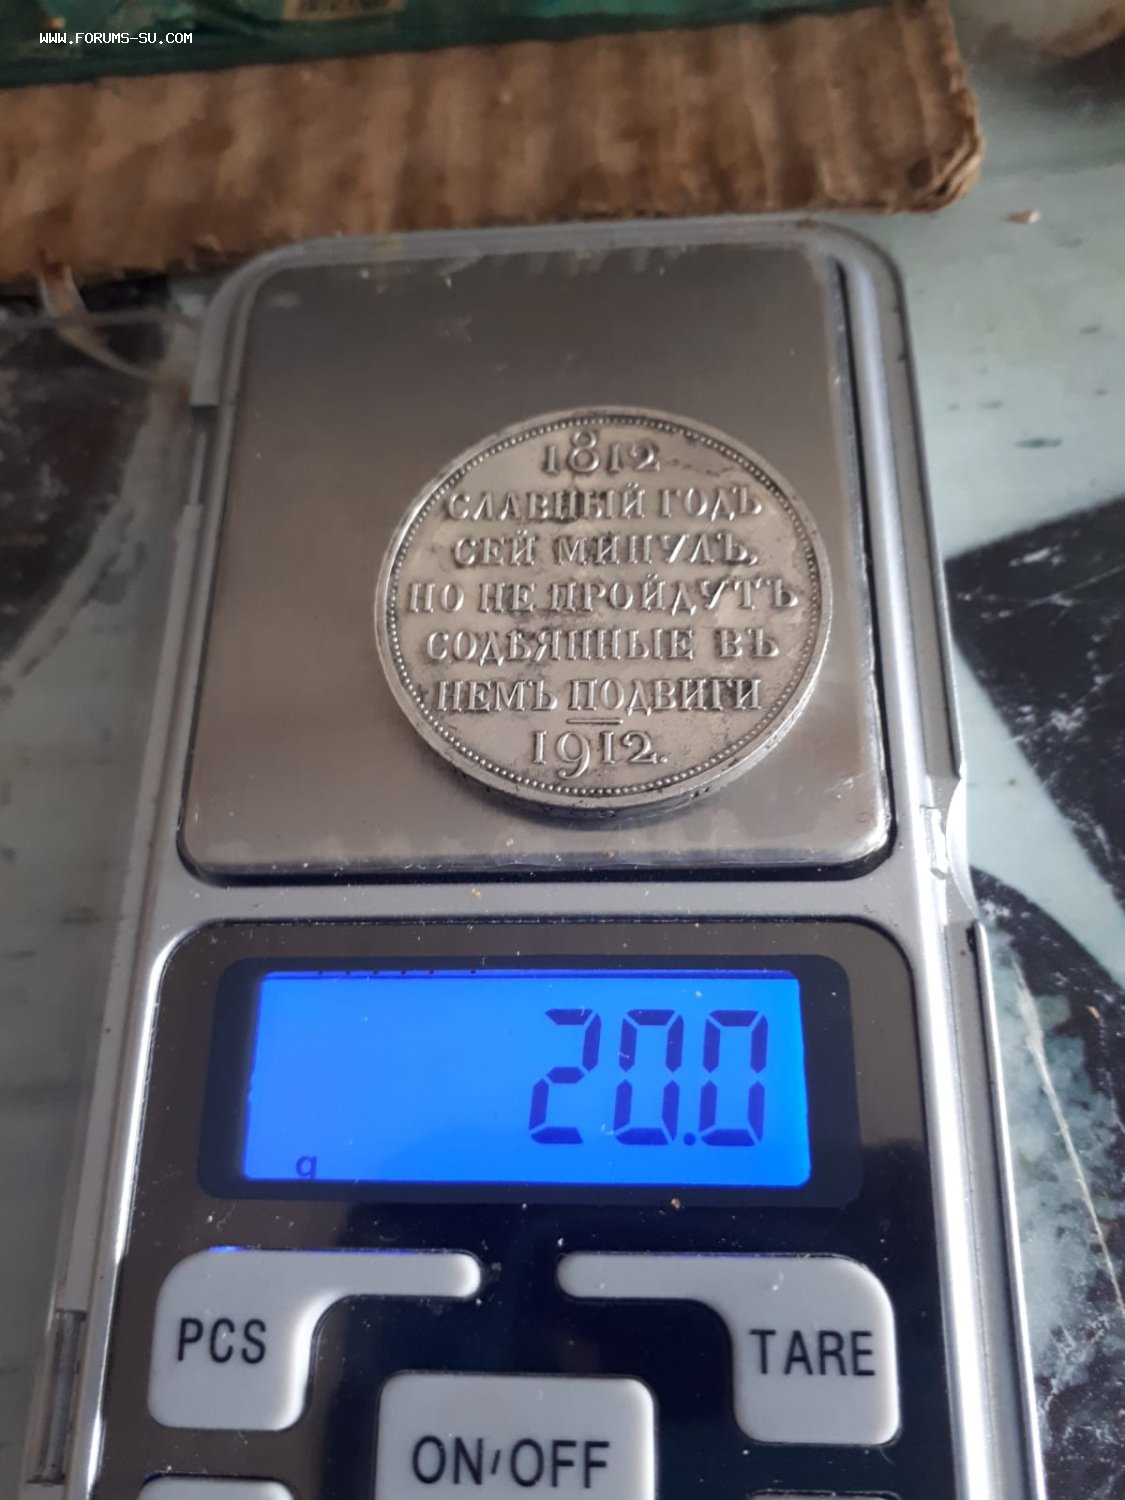 WWW.FORUMS-SU.COM
1812
СЛАВНЫЙ ГОДЪ
СЕЙ МИНУЛЪ.
НО НЕ ПРОЙДУТЪ
СОДѢЯННЫЕ ВЪ
НЕМЪ ПОДВИГИ
1912.
20.0
g
PCS
TARE
ON/OFF